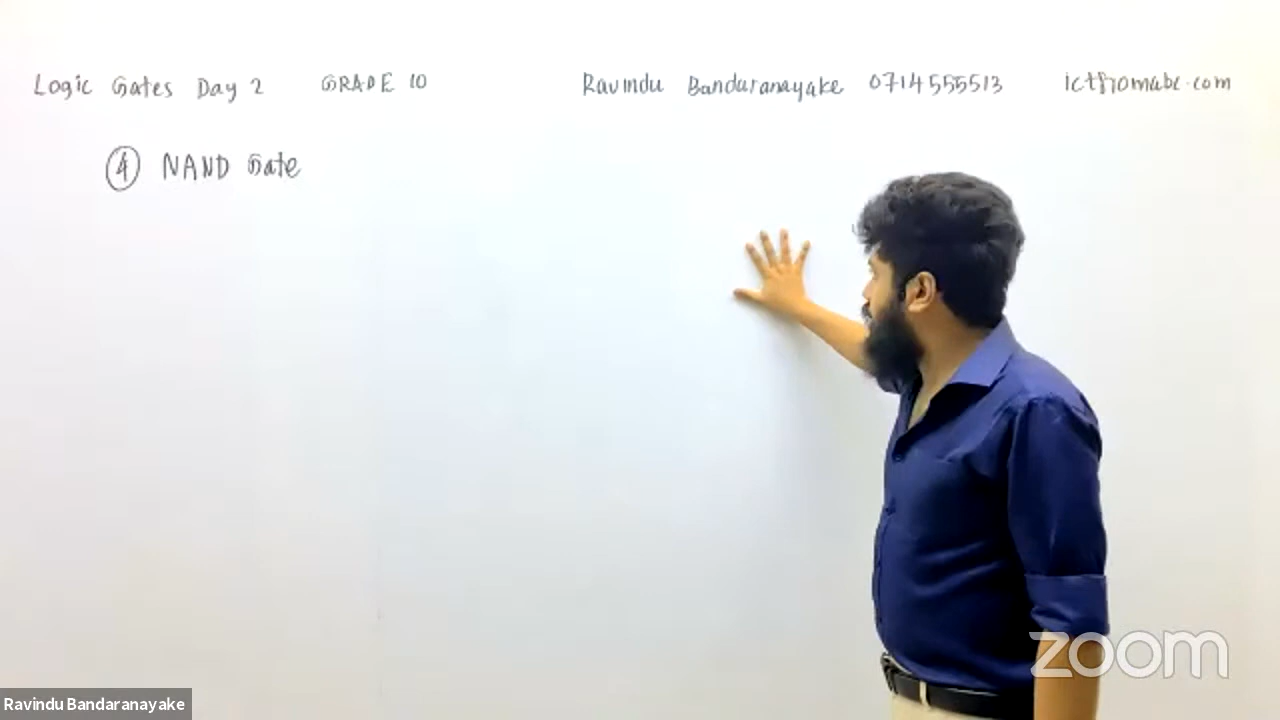 Logic Gates Day 2 GRADE 10 Ravindu Bandaranayake 0714555513 ictfromabc.com
④ NAND Gate
zoom
Ravindu Bandaranayake